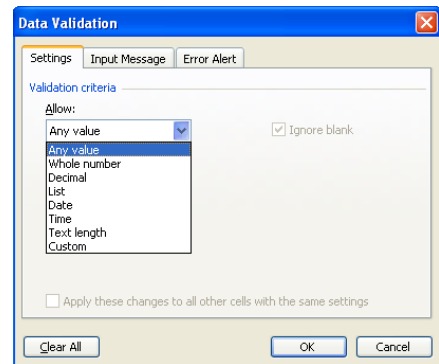 Data Validation
Settings Input Message Error Alert
Validation criteria
Allow:
Any value Ignore blank
Any value
Whole number
Decimal
List
Date
Time
Text length
Custom
Apply these changes to all other cells with the same settings
Clear All OK Cancel